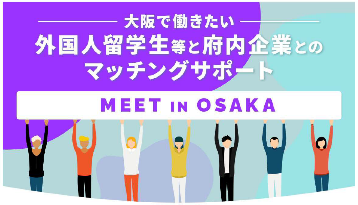 大阪で働きたい
外国人留学生等と府内企業との
マッチングサポート
MEET IN OSAKA